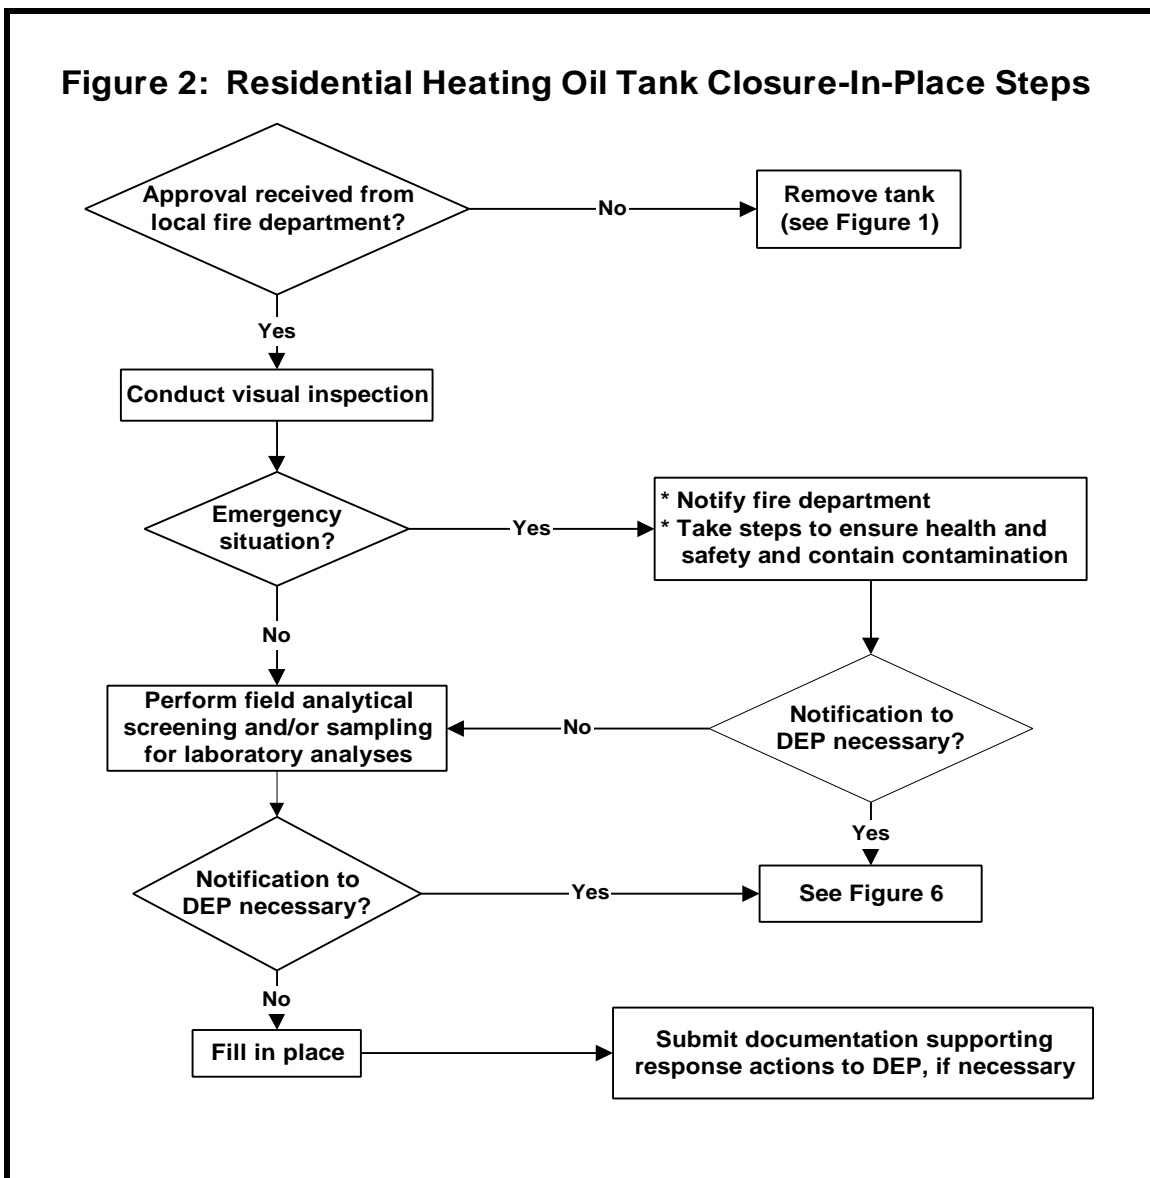 Figure 2: Residential Heating Oil Tank Closure-In-Place Steps
Approval received from
local fire department?
No
Remove tank
(see Figure 1)
Yes
Conduct visual inspection
Emergency
situation?
Yes
* Notify fire department
* Take steps to ensure health and
safety and contain contamination
No
Perform field analytical
screening and/or sampling
for laboratory analyses
No
Notification to
DEP necessary?
Yes
Notification to
DEP necessary?
Yes
See Figure 6
No
Fill in place
Submit documentation supporting
response actions to DEP, if necessary